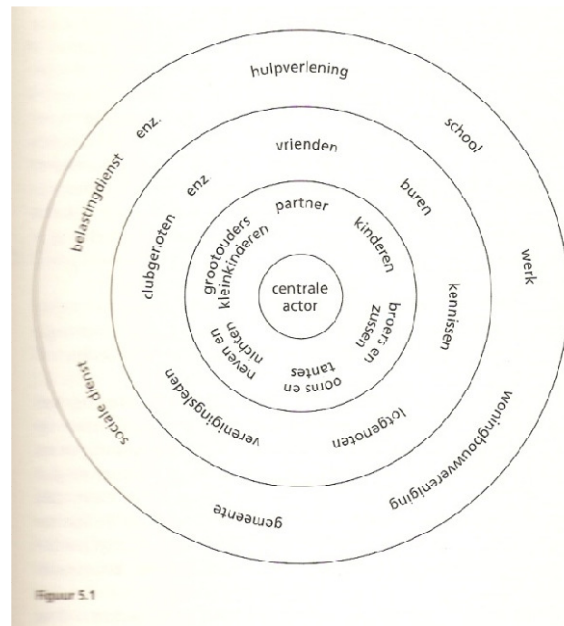 hulpverlening
school
werk
woningbouwvereniging
gemeente
sociale dienst
belastingdienst
enz.
vrienden
buren
kennissen
lotgenoten
verenigingsleden
clubgenoten
enz.
partner
kinderen
broers en
zussen
ooms en
tantes
neven en
nichten
grootouders
kleinkinderen
centrale
actor
Figuur 5.1